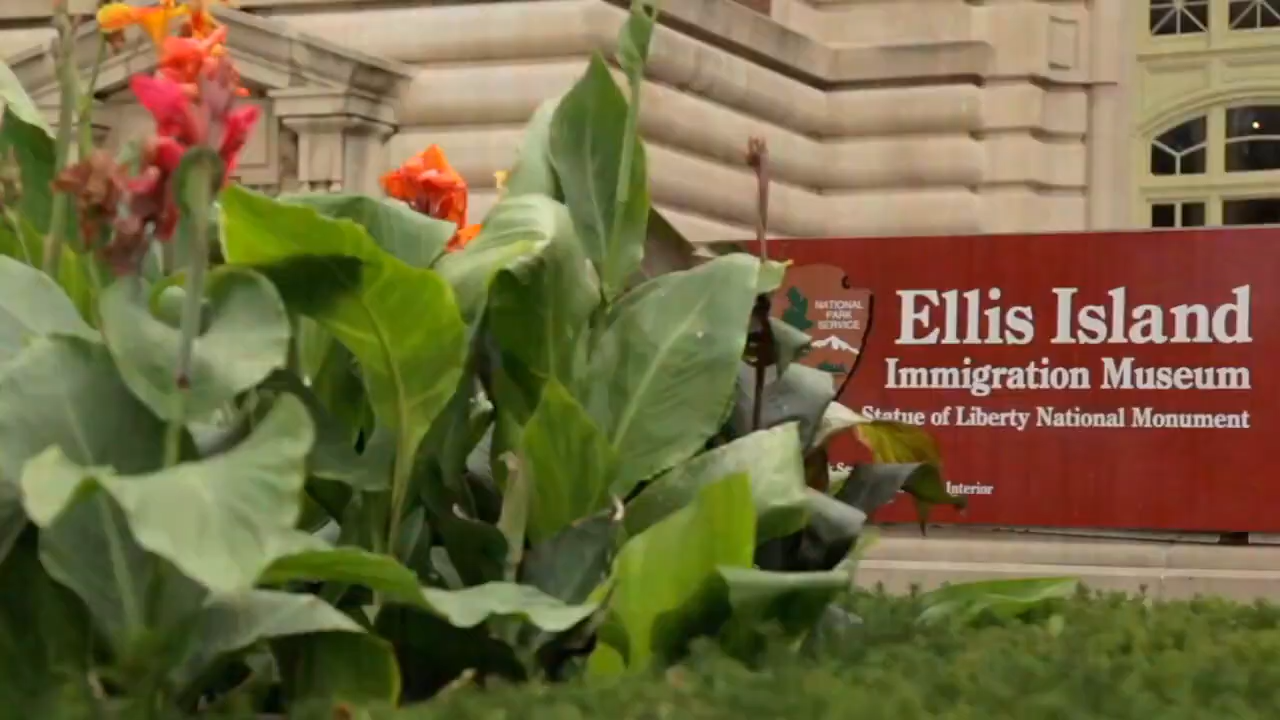 NATIONAL
PARK
SERVICE
Ellis Island
Immigration Museum
Statue of Liberty National Monument
Interior